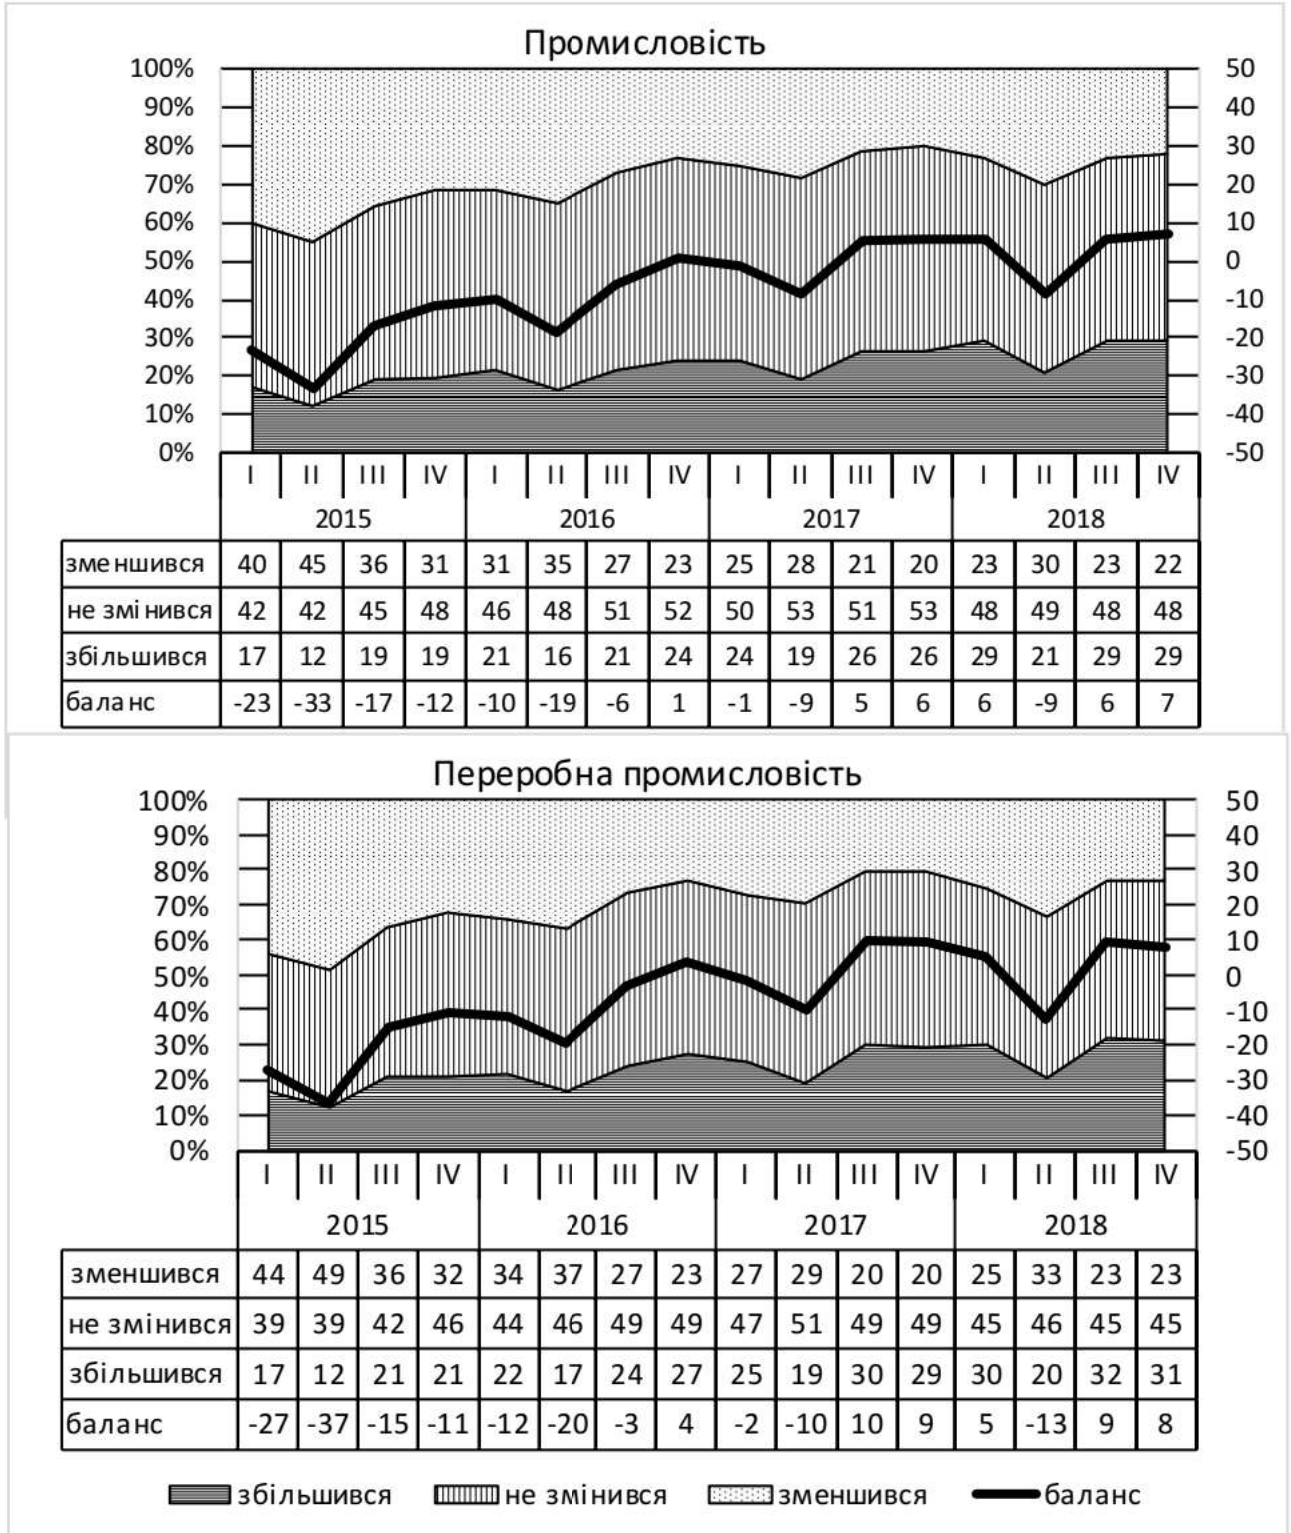 Промисловість
100% 50
90% 40
80% 30
70% 20
60% 10
50% 0
40% -10
30% -20
20% -30
10% -40
0% -50
I II III IV I II III IV I II III IV I II III IV
2015 2016 2017 2018
зменшився 40 45 36 31 31 35 27 23 25 28 21 20 23 30 23 22
не змінився 42 42 45 48 46 48 51 52 50 53 51 53 48 49 48 48
збільшився 17 12 19 19 21 16 21 24 24 19 26 26 29 21 29 29
баланс -23 -33 -17 -12 -10 -19 -6 1 -1 -9 5 6 6 -9 6 7
Переробна промисловість
100% 50
90% 40
80% 30
70% 20
60% 10
50% 0
40% -10
30% -20
20% -30
10% -40
0% -50
I II III IV I II III IV I II III IV I II III IV
2015 2016 2017 2018
зменшився 44 49 36 32 34 37 27 23 27 29 20 20 25 33 23 23
не змінився 39 39 42 46 44 46 49 49 47 51 49 49 45 46 45 45
збільшився 17 12 21 21 22 17 24 27 25 19 30 29 30 20 32 31
баланс -27 -37 -15 -11 -12 -20 -3 4 -2 -10 10 9 5 -13 9 8
збільшився не змінився зменшився баланс